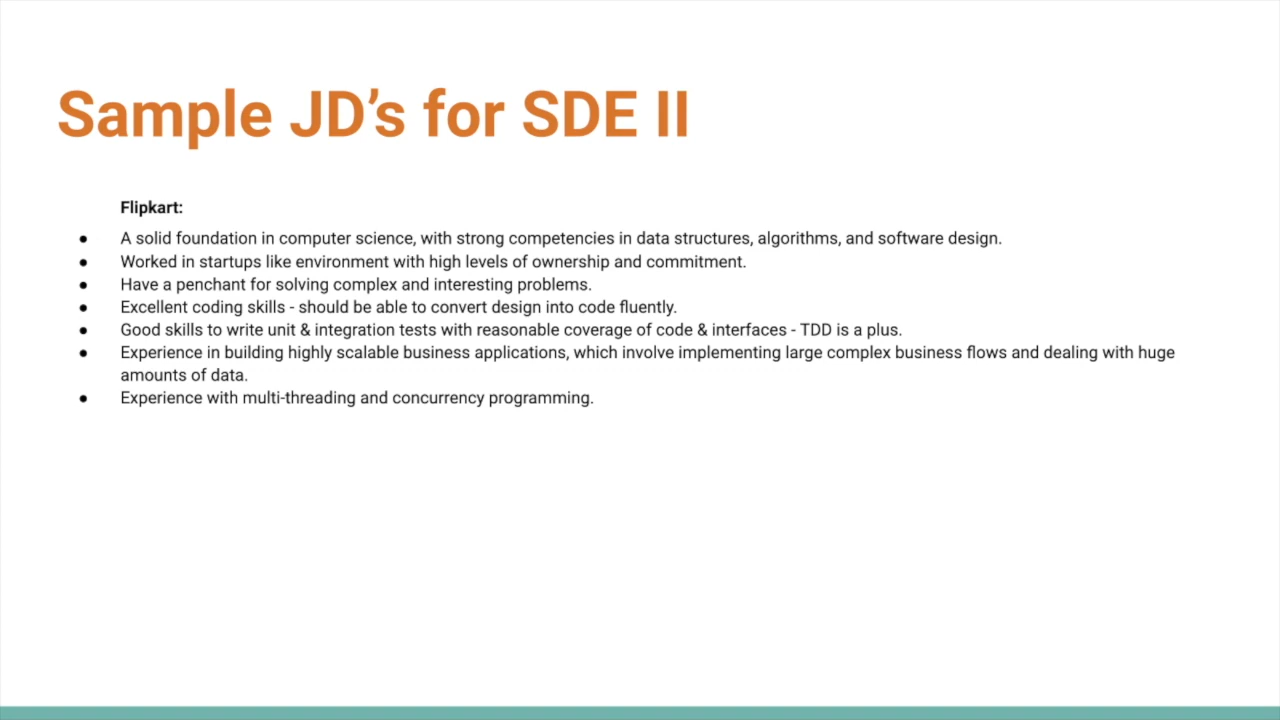 Sample JD’s for SDE II
Flipkart:
● A solid foundation in computer science, with strong competencies in data structures, algorithms, and software design.
● Worked in startups like environment with high levels of ownership and commitment.
● Have a penchant for solving complex and interesting problems.
● Excellent coding skills - should be able to convert design into code fluently.
● Good skills to write unit & integration tests with reasonable coverage of code & interfaces - TDD is a plus.
● Experience in building highly scalable business applications, which involve implementing large complex business flows and dealing with huge
amounts of data.
● Experience with multi-threading and concurrency programming.